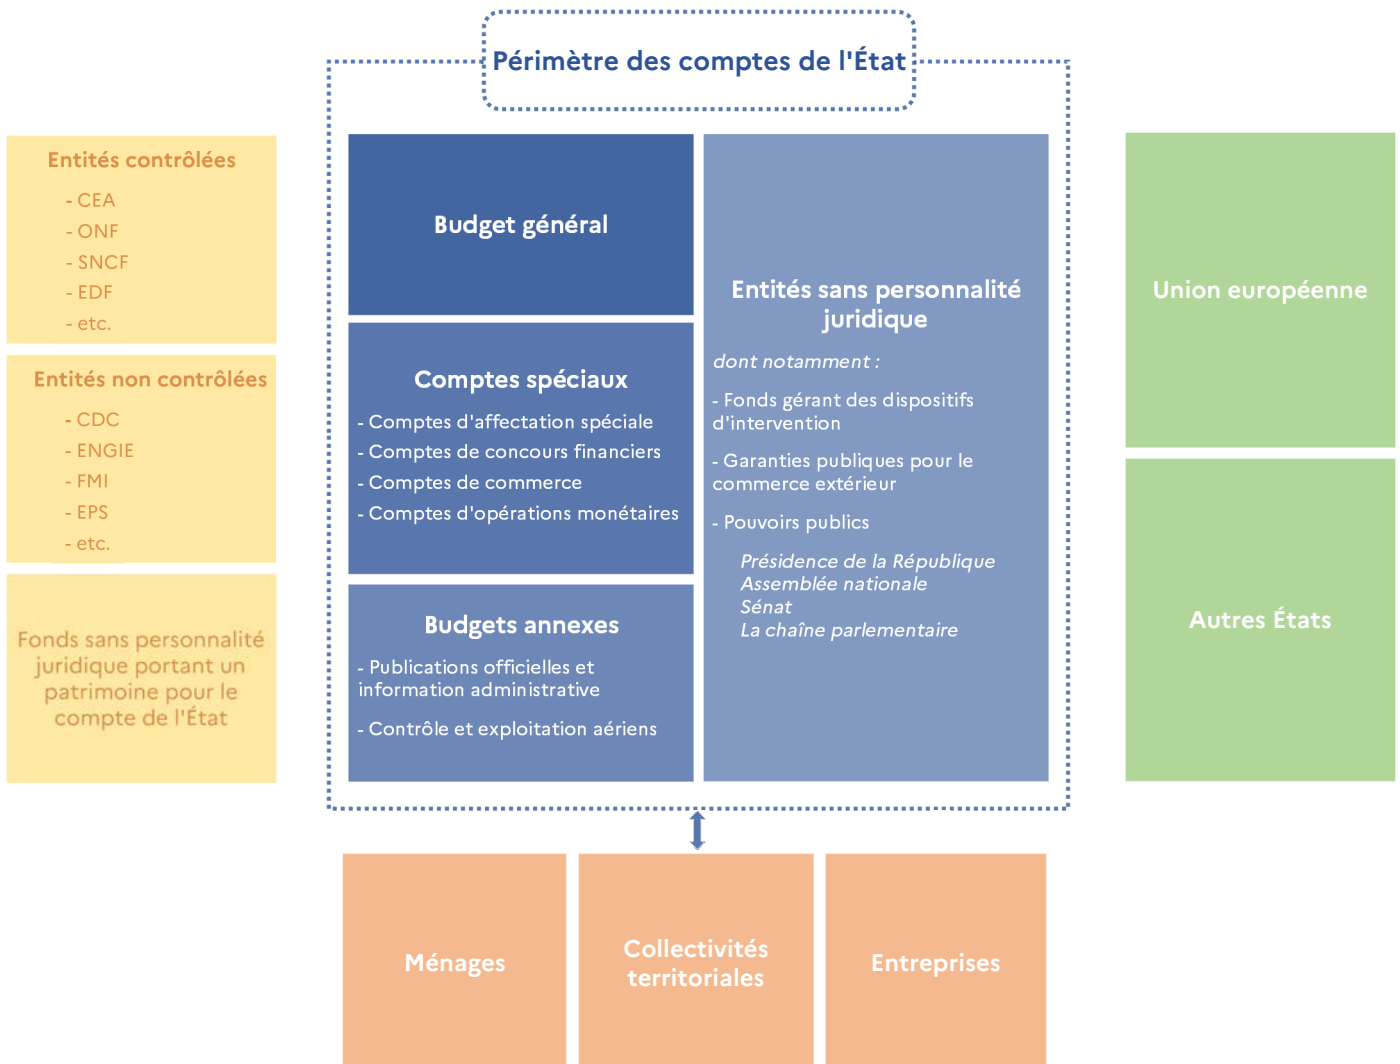 Périmètre des comptes de l'État
Entités contrôlées
- CEA
- ONF
- SNCF
- EDF
- etc.
Entités non contrôlées
- CDC
- ENGIE
- FMI
- EPS
- etc.
Fonds sans personnalité
juridique portant un
patrimoine pour le
compte de l'État
Budget général
Comptes spéciaux
- Comptes d'affectation spéciale
- Comptes de concours financiers
- Comptes de commerce
- Comptes d'opérations monétaires
Budgets annexes
- Publications officielles et
information administrative
- Contrôle et exploitation aériens
Entités sans personnalité
juridique
dont notamment :
- Fonds gérant des dispositifs
d'intervention
- Garanties publiques pour le
commerce extérieur
- Pouvoirs publics
Présidence de la République
Assemblée nationale
Sénat
La chaîne parlementaire
Union européenne
Autres États
Ménages
Collectivités
territoriales
Entreprises